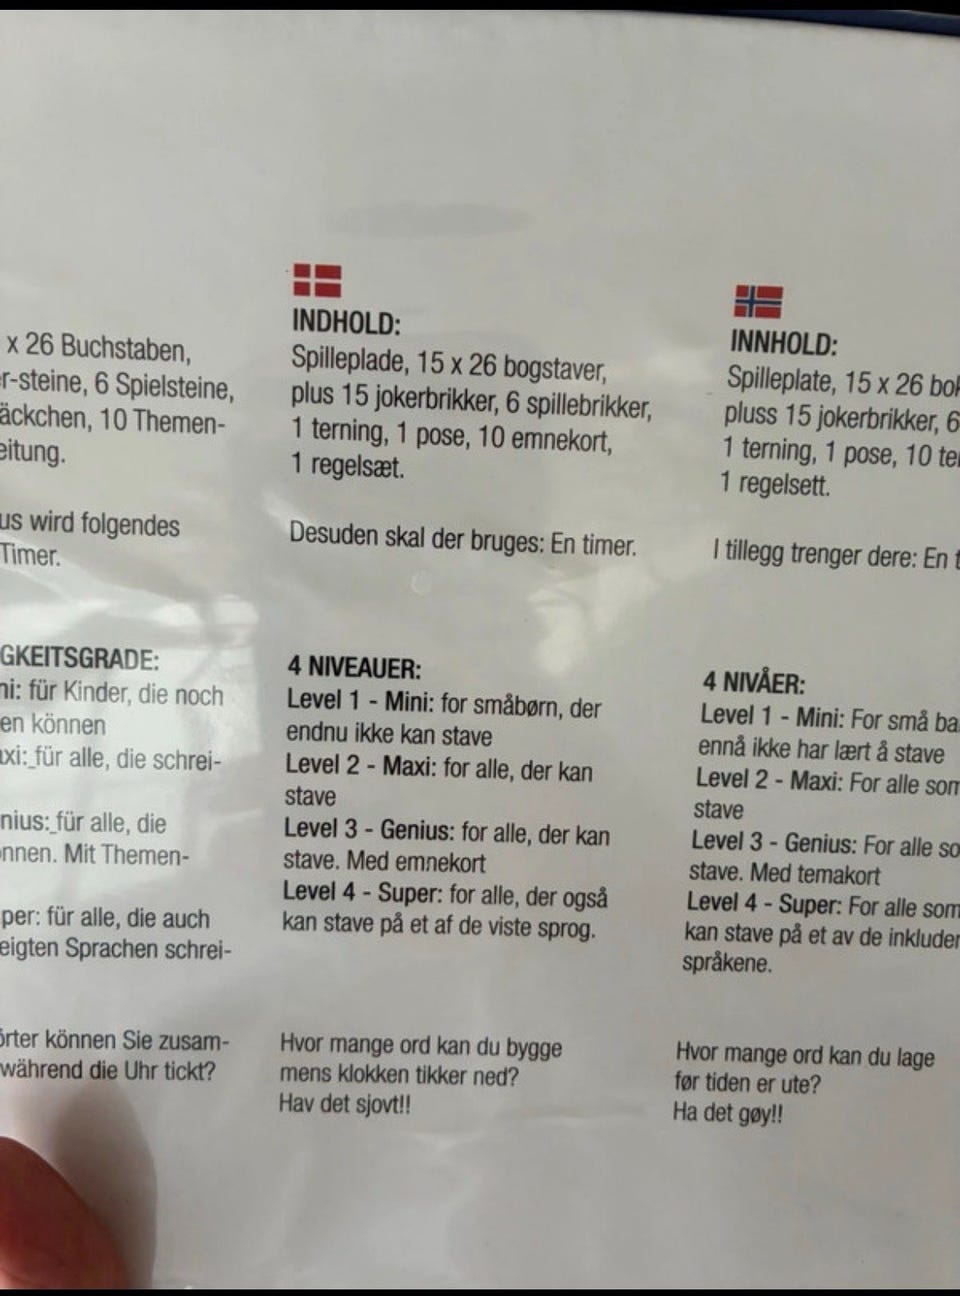 x 26 Buchstaben,
r-steine, 6 Spielsteine,
äckchen, 10 Themen-
eitung.
us wird folgendes
Timer.
GKEITSGRADE:
ni: für Kinder, die noch
en können
axi: für alle, die schrei-
nius: für alle, die
önnen. Mit Themen-
per: für alle, die auch
eigten Sprachen schrei-
örter können Sie zusam-
während die Uhr tickt?
INDHOLD:
Spilleplade, 15 x 26 bogstaver,
plus 15 jokerbrikker, 6 spillebrikker,
1 terning, 1 pose, 10 emnekort,
1 regelsæt.
Desuden skal der bruges: En timer.
4 NIVEAUER:
Level 1 - Mini: for småbørn, der
endnu ikke kan stave
Level 2 - Maxi: for alle, der kan
stave
Level 3 - Genius: for alle, der kan
stave. Med emnekort
Level 4 - Super: for alle, der også
kan stave på et af de viste sprog.
Hvor mange ord kan du bygge
mens klokken tikker ned?
Hav det sjovt!!
INNHOLD:
Spilleplate, 15 x 26 bok
pluss 15 jokerbrikker, 6
1 terning, 1 pose, 10 te
1 regelsett.
I tillegg trenger dere: En t
4 NIVÅER:
Level 1 - Mini: For små ba
ennå ikke har lært å stave
Level 2 - Maxi: For alle som
stave
Level 3 - Genius: For alle so
stave. Med temakort
Level 4 - Super: For alle som
kan stave på et av de inkluder
språkene.
Hvor mange ord kan du lage
før tiden er ute?
Ha det gøy!!